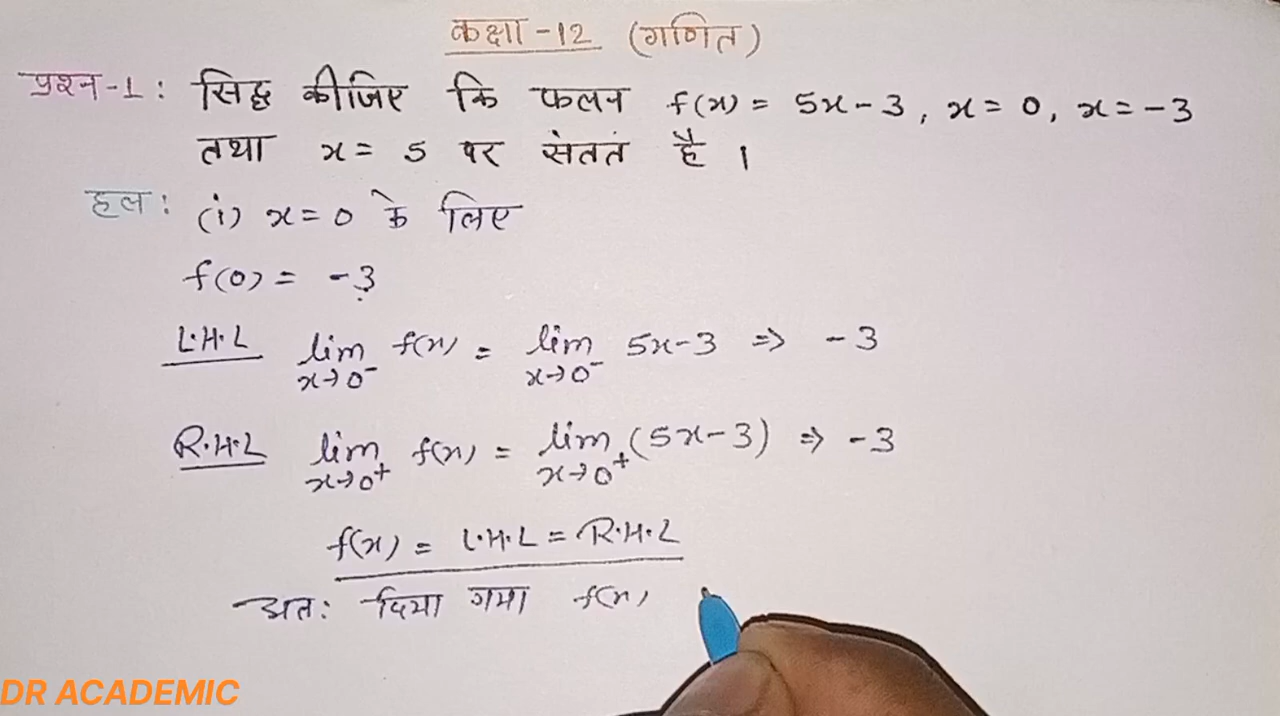 कक्षा -12 (गणित)
प्रश्न-1: सिद्ध कीजिए कि फलन f(x) = 5x-3, x=0, x=-3
तथा x=5 पर संततं है ।
हल: (i) x=0 के लिए
f(0) = -3
L.H.L lim x→0⁻ f(x) = lim x→0⁻ 5x-3 ⇒ -3
R.H.L lim x→0⁺ f(x) = lim x→0⁺ (5x-3) ⇒ -3
f(x) = L.H.L = R.H.L
अत: दिया गया f(x)
DR ACADEMIC